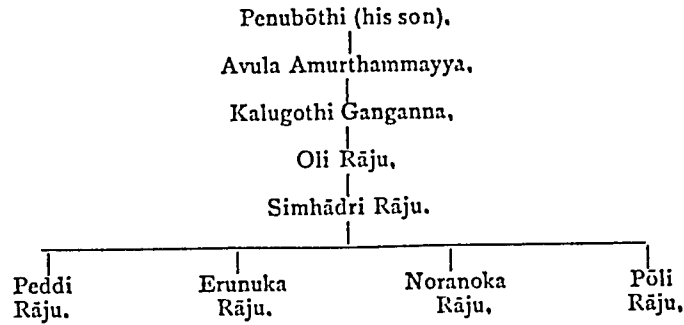 Penubōthi (his son),
Avula Amurthammayya,
Kalugothi Ganganna,
Oli Rāju,
Simhādri Rāju.
Peddi Erunuka Noranoka Pōli
Rāju. Rāju. Rāju, Rāju,